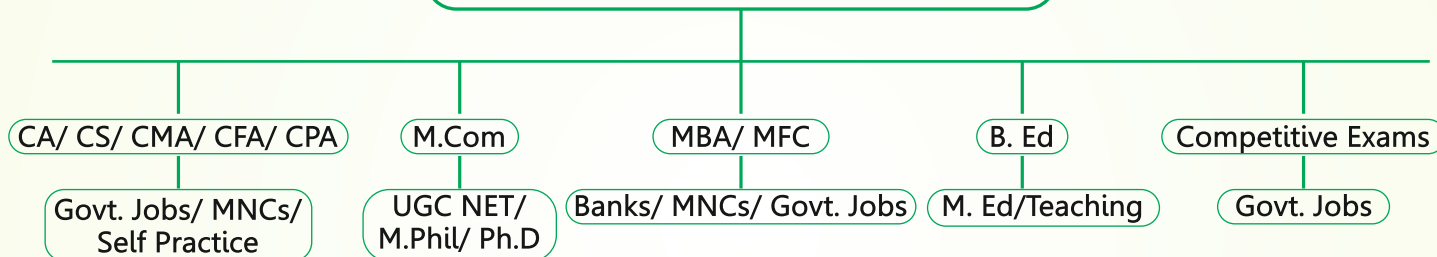 CA/ CS/ CMA/ CFA/ CPA
M.Com
MBA/ MFC
B. Ed
Competitive Exams
Govt. Jobs/ MNCs/
Self Practice
UGC NET/
M.Phil/ Ph.D
Banks/ MNCs/ Govt. Jobs
M. Ed/Teaching
Govt. Jobs